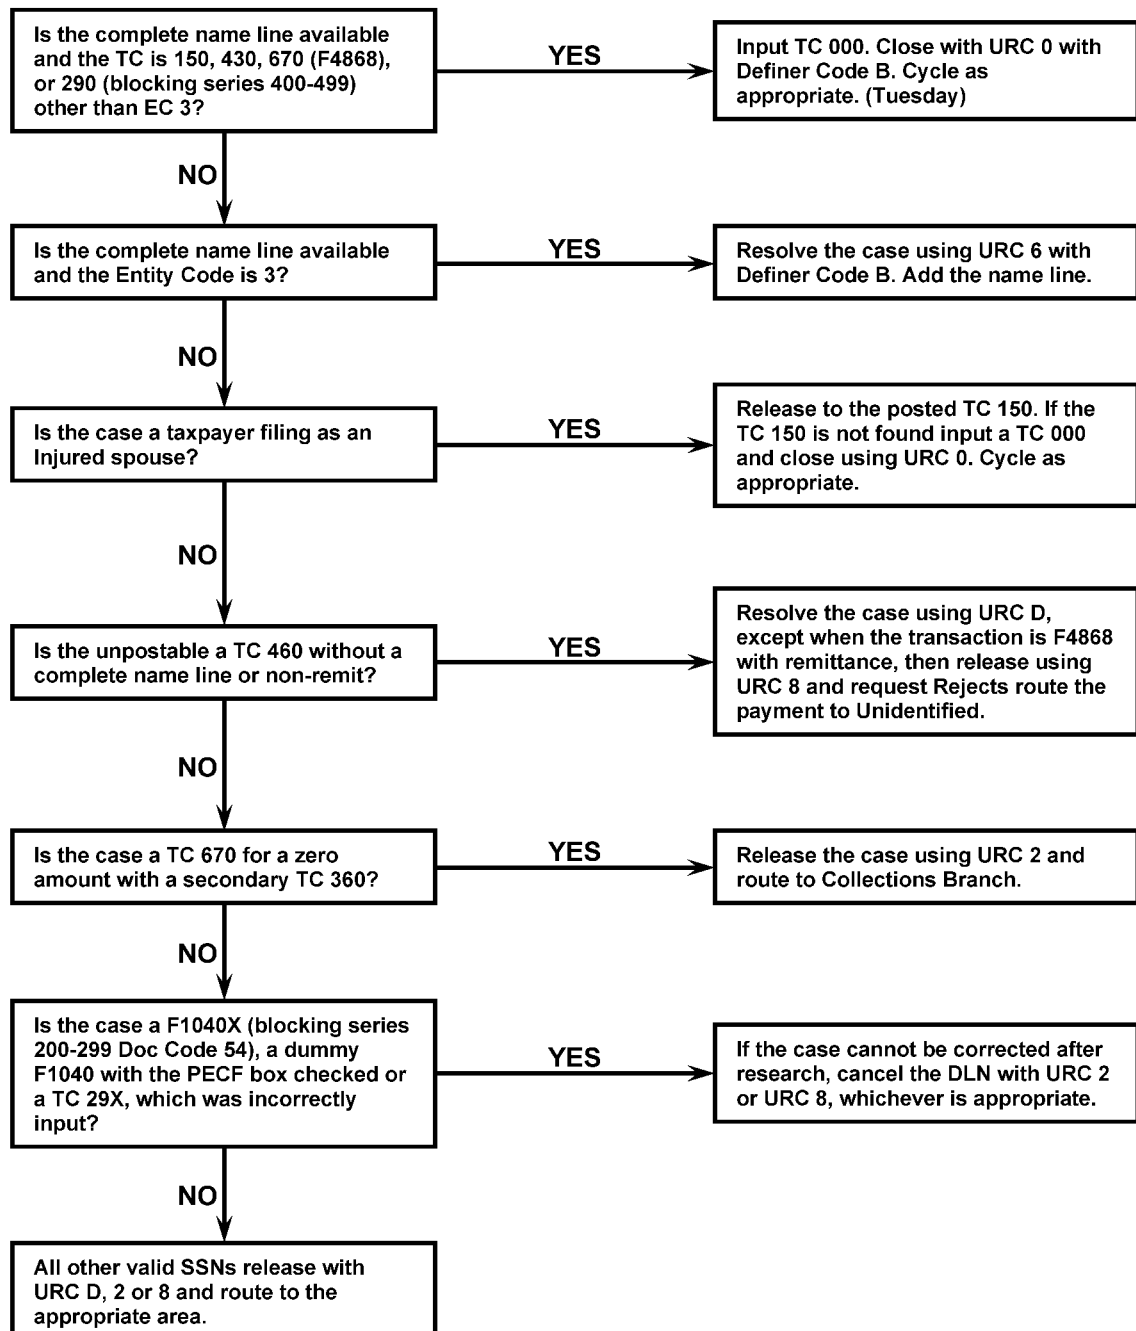 Is the complete name line available
and the TC is 150, 430, 670 (F4868),
or 290 (blocking series 400-499)
other than EC 3?
YES
Input TC 000. Close with URC 0 with
Definer Code B. Cycle as
appropriate. (Tuesday)
NO
Is the complete name line available
and the Entity Code is 3?
YES
Resolve the case using URC 6 with
Definer Code B. Add the name line.
NO
Is the case a taxpayer filing as an
Injured spouse?
YES
Release to the posted TC 150. If the
TC 150 is not found input a TC 000
and close using URC 0. Cycle as
appropriate.
NO
Is the unpostable a TC 460 without a
complete name line or non-remit?
YES
Resolve the case using URC D,
except when the transaction is F4868
with remittance, then release using
URC 8 and request Rejects route the
payment to Unidentified.
NO
Is the case a TC 670 for a zero
amount with a secondary TC 360?
YES
Release the case using URC 2 and
route to Collections Branch.
NO
Is the case a F1040X (blocking series
200-299 Doc Code 54), a dummy
F1040 with the PECF box checked or
a TC 29X, which was incorrectly
input?
YES
If the case cannot be corrected after
research, cancel the DLN with URC 2
or URC 8, whichever is appropriate.
NO
All other valid SSNs release with
URC D, 2 or 8 and route to the
appropriate area.